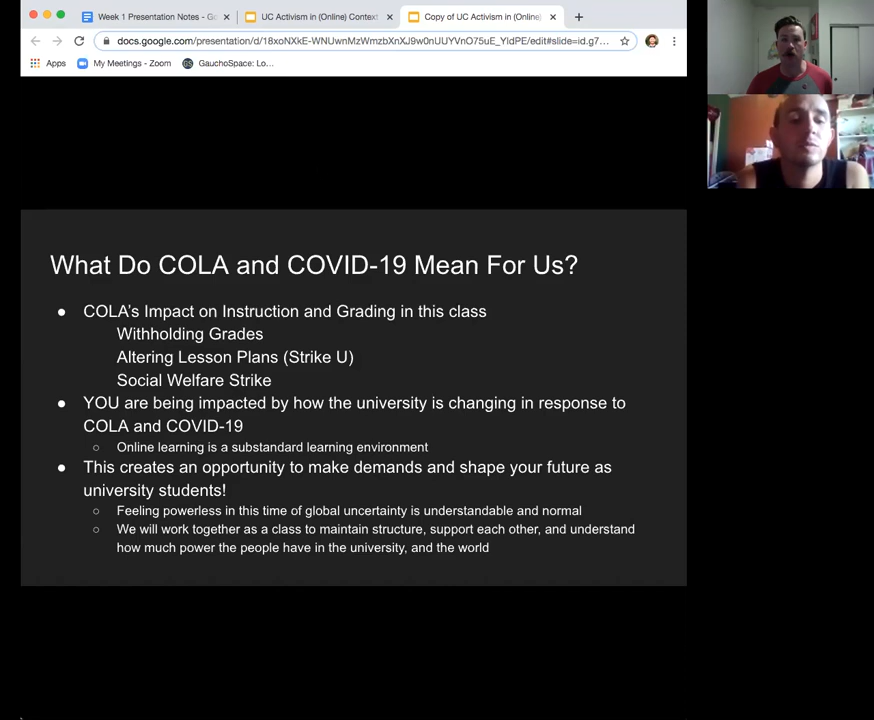 Week 1 Presentation Notes - Go
UC Activism in (Online) Context
Copy of UC Activism in (Online)
docs.google.com/presentation/d/18xoNXkE-WNUwnMzWmzbXnXJ9w0nUUYVnO75uE_YldPE/edit#slide=id.g7...
Apps
My Meetings - Zoom
GauchoSpace: Lo...
What Do COLA and COVID-19 Mean For Us?
● COLA's Impact on Instruction and Grading in this class
Withholding Grades
Altering Lesson Plans (Strike U)
Social Welfare Strike
● YOU are being impacted by how the university is changing in response to
COLA and COVID-19
○ Online learning is a substandard learning environment
● This creates an opportunity to make demands and shape your future as
university students!
○ Feeling powerless in this time of global uncertainty is understandable and normal
○ We will work together as a class to maintain structure, support each other, and understand
how much power the people have in the university, and the world